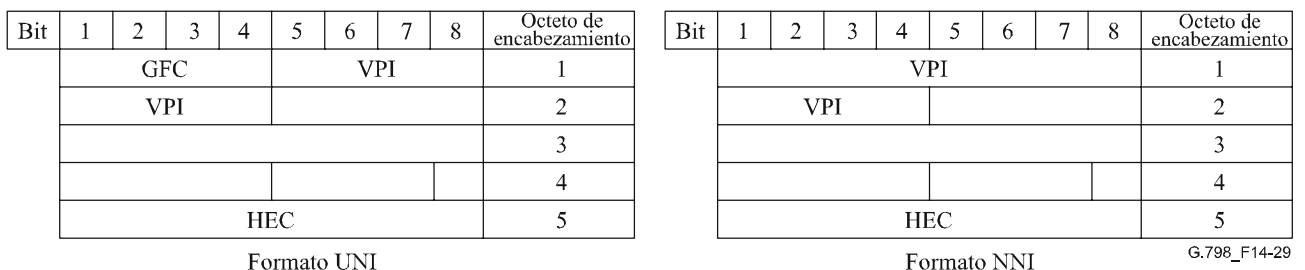 Bit 1 2 3 4 5 6 7 8 Octeto de encabezamiento
GFC VPI 1
VPI 2
3
4
HEC 5
Formato UNI
Bit 1 2 3 4 5 6 7 8 Octeto de encabezamiento
VPI 1
VPI 2
3
4
HEC 5
Formato NNI
G.798_F14-29